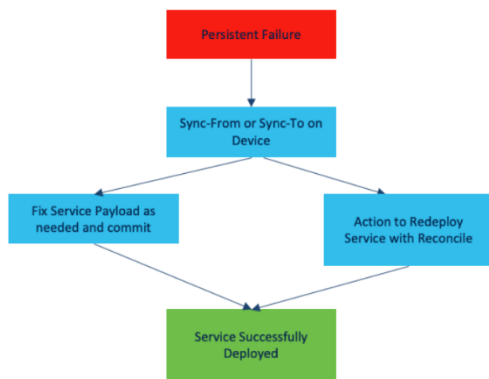 Persistent Failure
Sync-From or Sync-To on
Device
Fix Service Payload as
needed and commit
Action to Redeploy
Service with Reconcile
Service Successfully
Deployed